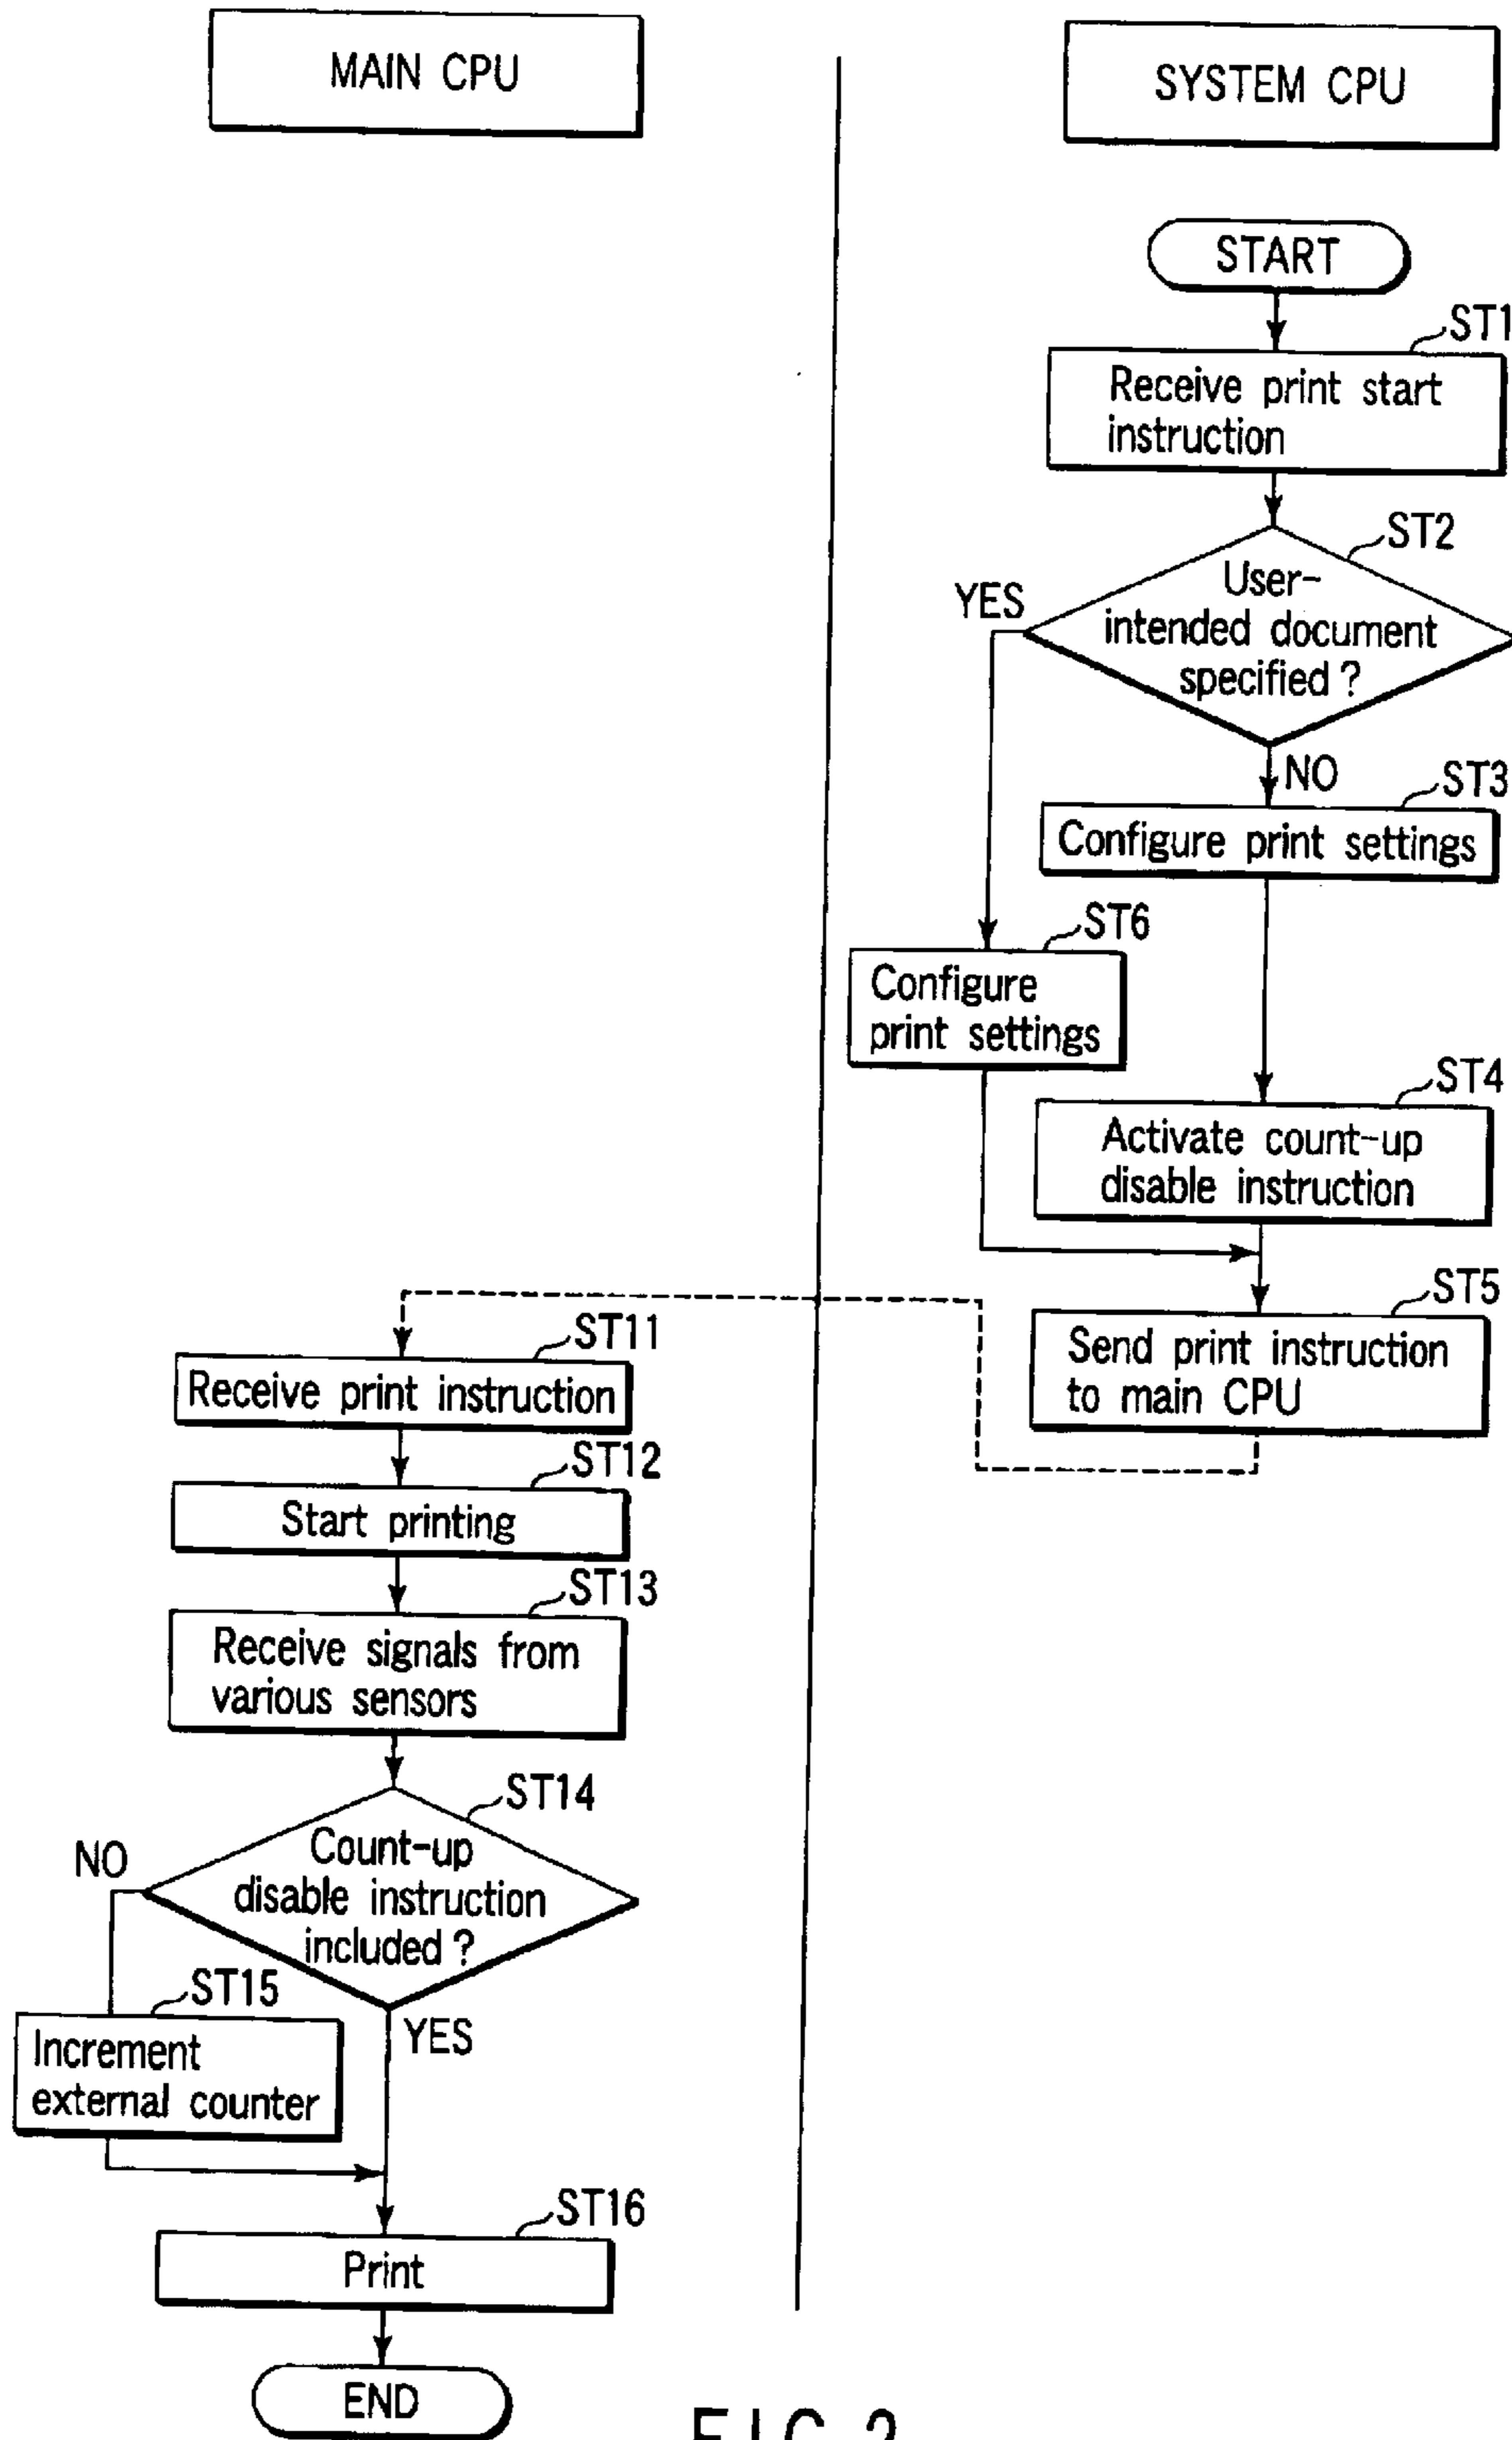 MAIN CPU
SYSTEM CPU
START
ST1
Receive print start
instruction
ST2
User-
intended document
specified ?
YES
NO
ST3
Configure print settings
ST6
Configure
print settings
ST4
Activate count-up
disable instruction
ST5
Send print instruction
to main CPU
ST11
Receive print instruction
ST12
Start printing
ST13
Receive signals from
various sensors
ST14
Count-up
disable instruction
included ?
NO
YES
ST15
Increment
external counter
ST16
Print
END